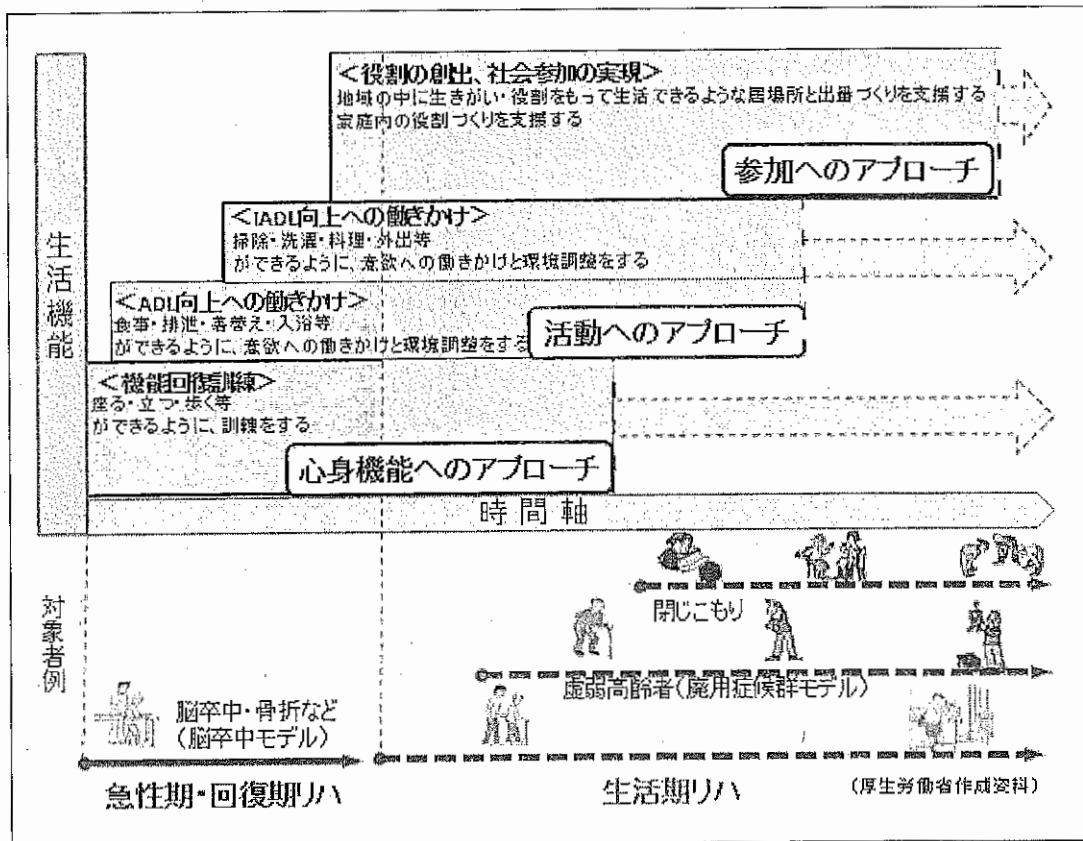 <役割の創出、社会参加の実現>
地域の中に生きがい・役割をもって生活できるような居場所と出番づくりを支援する
家庭内の役割づくりを支援する
参加へのアプローチ
<IADL向上への働きかけ>
掃除・洗濯・料理・外出等
ができるように、意欲への働きかけと環境調整をする
<ADL向上への働きかけ>
食事・排泄・着替え・入浴等
ができるように、意欲への働きかけと環境調整をする
活動へのアプローチ
<機能回復訓練>
座る・立つ・歩く等
ができるように、訓練をする
心身機能へのアプローチ
生活機能
時間軸
対象者例
閉じこもり
虚弱高齢者(廃用症候群モデル)
脳卒中・骨折など
(脳卒中モデル)
急性期・回復期リハ
生活期リハ
(厚生労働省作成資料)